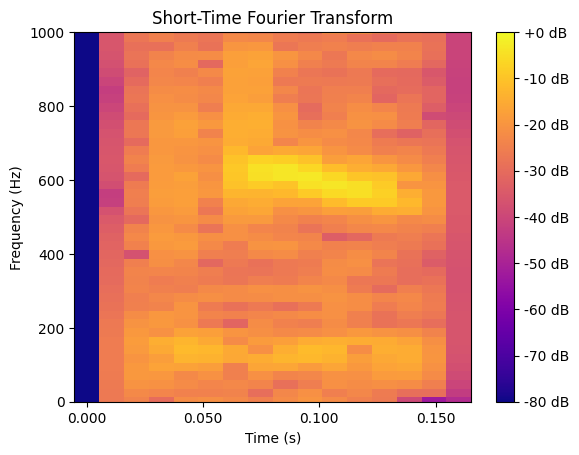 Short-Time Fourier Transform
1000
800
600
400
200
0
Frequency (Hz)
0.000
0.050
0.100
0.150
Time (s)
+0 dB
-10 dB
-20 dB
-30 dB
-40 dB
-50 dB
-60 dB
-70 dB
-80 dB